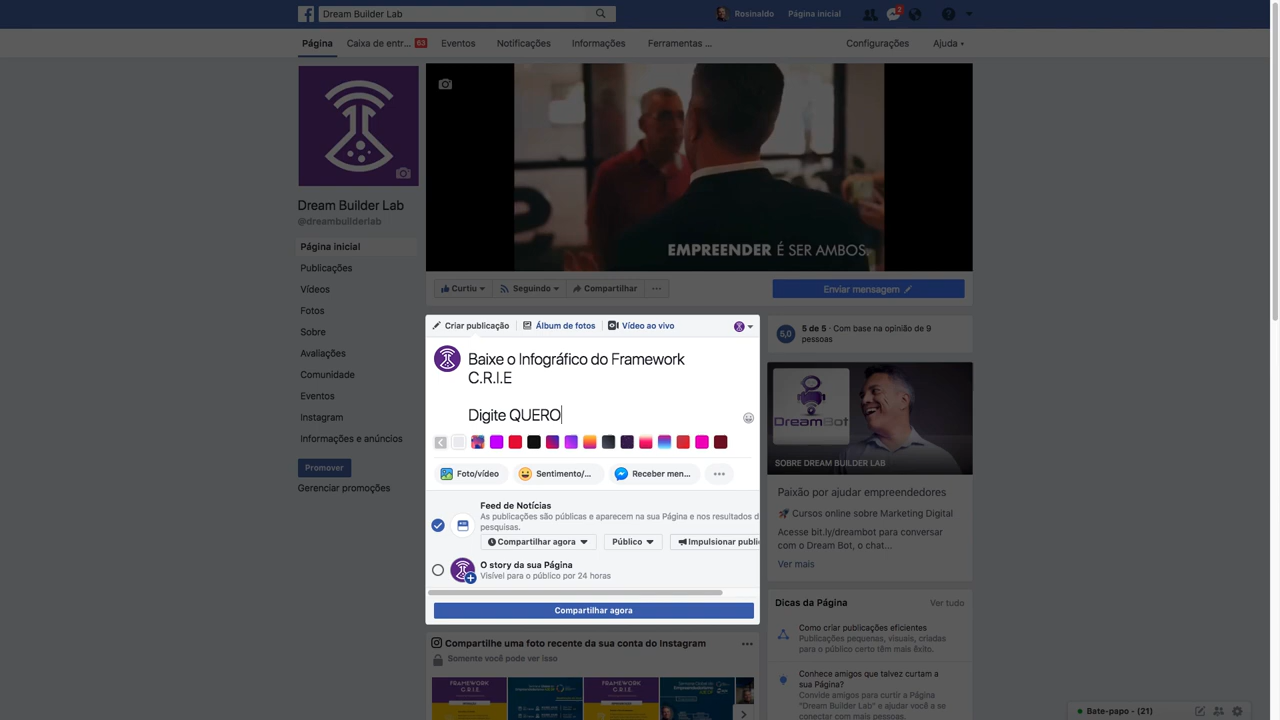 Dream Builder Lab
Rosinaldo
Página inicial
2
Página
Caixa de entr...
63
Eventos
Notificações
Informações
Ferramentas ...
Configurações
Ajuda
EMPREENDER É SER AMBOS.
Dream Builder Lab
@dreambuilderlab
Página inicial
Publicações
Vídeos
Fotos
Sobre
Avaliações
Comunidade
Eventos
Instagram
Informações e anúncios
Promover
Gerenciar promoções
Curtiu
Seguindo
Compartilhar
Enviar mensagem
Criar publicação
Álbum de fotos
Vídeo ao vivo
Baixe o Infográfico do Framework
C.R.I.E
Digite QUERO
Foto/vídeo
Sentimento/...
Receber men...
Feed de Notícias
As publicações são públicas e aparecem na sua Página e nos resultados d
pesquisas.
Compartilhar agora
Público
Impulsionar publi
O story da sua Página
Visível para o público por 24 horas
Compartilhar agora
Compartilhe uma foto recente da sua conta do Instagram
Somente você pode ver isso
FRAMEWORK
C.R.I.E.
FRAMEWORK
C.R.I.E.
5,0
5 de 5 · Com base na opinião de 9
pessoas
DreamBot
SOBRE DREAM BUILDER LAB
Paixão por ajudar empreendedores
🚀 Cursos online sobre Marketing Digital
Acesse bit.ly/dreambot para conversar
com o Dream Bot, o chat...
Ver mais
Dicas da Página
Ver tudo
Como criar publicações eficientes
Publicações pequenas, visuais, criadas
para o público certo têm mais êxito.
Conhece amigos que talvez curtam a
sua Página?
Convide amigos para curtir a Página
"Dream Builder Lab" e ajudar você a se
conectar com mais pessoas.
Bate-papo - (21)